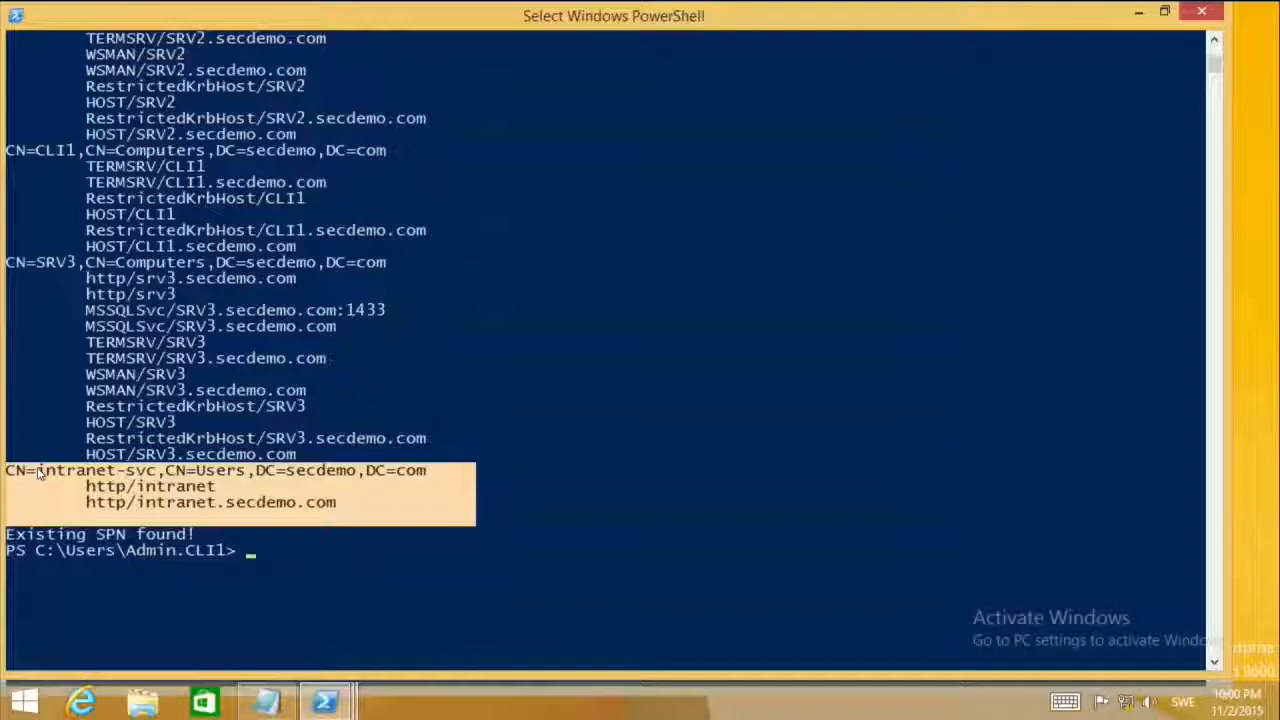 Select Windows PowerShell
TERMSRV/SRV2.secdemo.com
WSMAN/SRV2
WSMAN/SRV2.secdemo.com
RestrictedKrbHost/SRV2
HOST/SRV2
RestrictedKrbHost/SRV2.secdemo.com
HOST/SRV2.secdemo.com
CN=CLI1,CN=Computers,DC=secdemo,DC=com
TERMSRV/CLI1
TERMSRV/CLI1.secdemo.com
RestrictedKrbHost/CLI1
HOST/CLI1
RestrictedKrbHost/CLI1.secdemo.com
HOST/CLI1.secdemo.com
CN=SRV3,CN=Computers,DC=secdemo,DC=com
http/srv3.secdemo.com
http/srv3
MSSQLSvc/SRV3.secdemo.com:1433
MSSQLSvc/SRV3.secdemo.com
TERMSRV/SRV3
TERMSRV/SRV3.secdemo.com
WSMAN/SRV3
WSMAN/SRV3.secdemo.com
RestrictedKrbHost/SRV3
HOST/SRV3
RestrictedKrbHost/SRV3.secdemo.com
HOST/SRV3.secdemo.com
CN=intranet-svc,CN=Users,DC=secdemo,DC=com
http/intranet
http/intranet.secdemo.com
Existing SPN found!
PS C:\Users\Admin.CLI1>
Activate Windows
Go to PC settings to activate Windows
9600
SWE
10:00 PM
11/2/2015